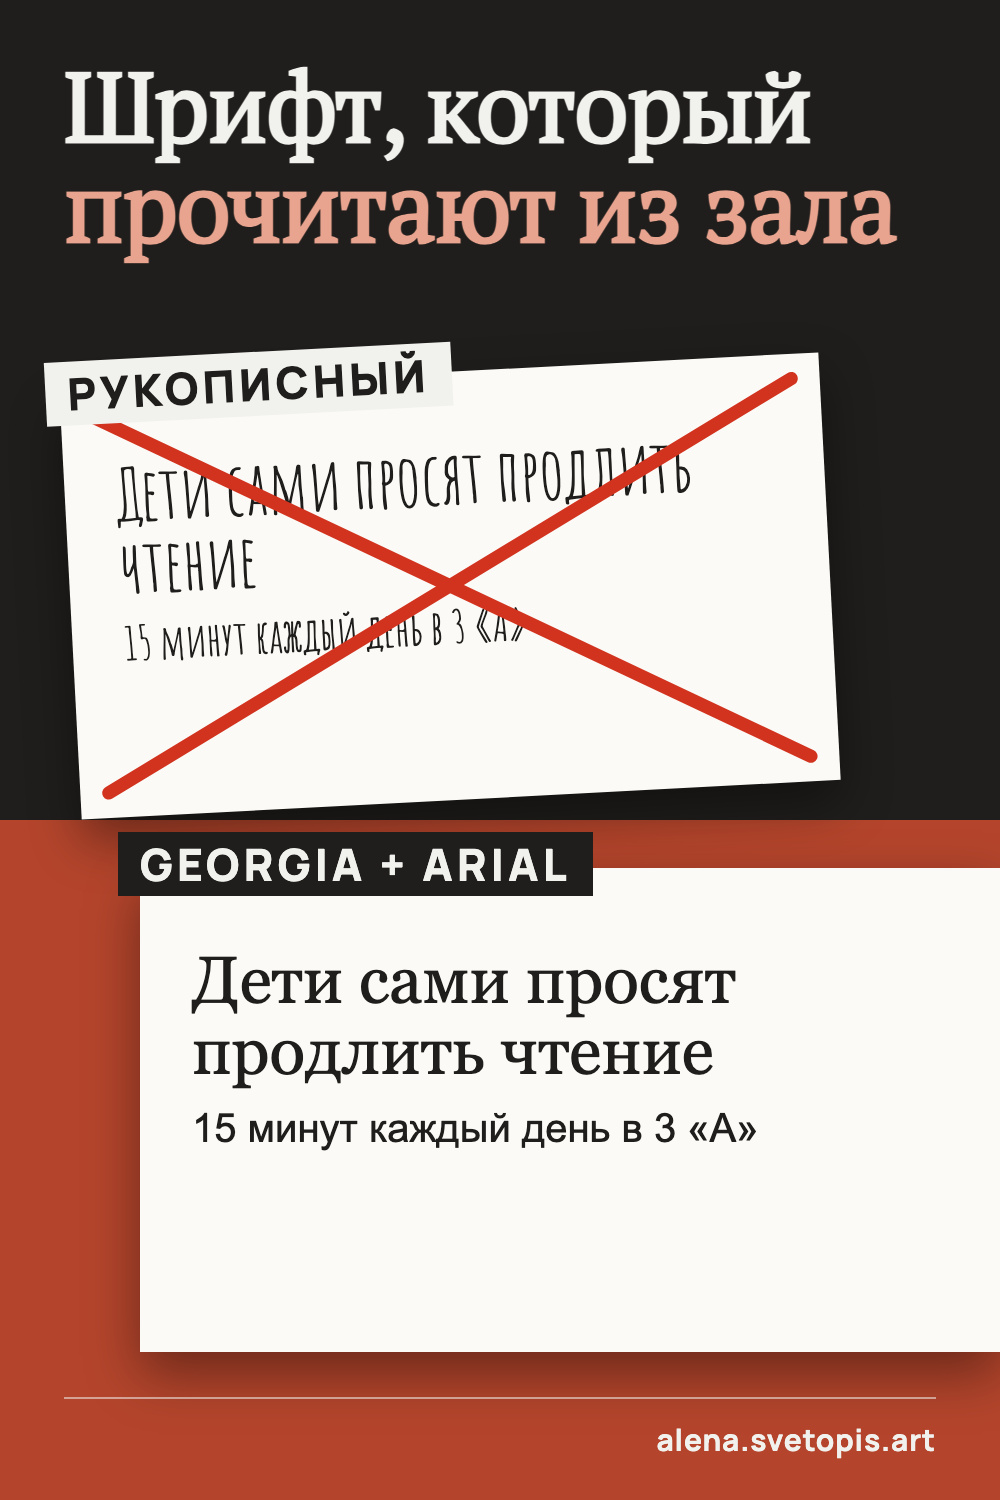 Шрифт, который
прочитают из зала
РУКОПИСНЫЙ
Дети сами просят продлить
чтение
15 минут каждый день в 3 «А»
GEORGIA + ARIAL
Дети сами просят
продлить чтение
15 минут каждый день в 3 «А»
alena.svetopis.art